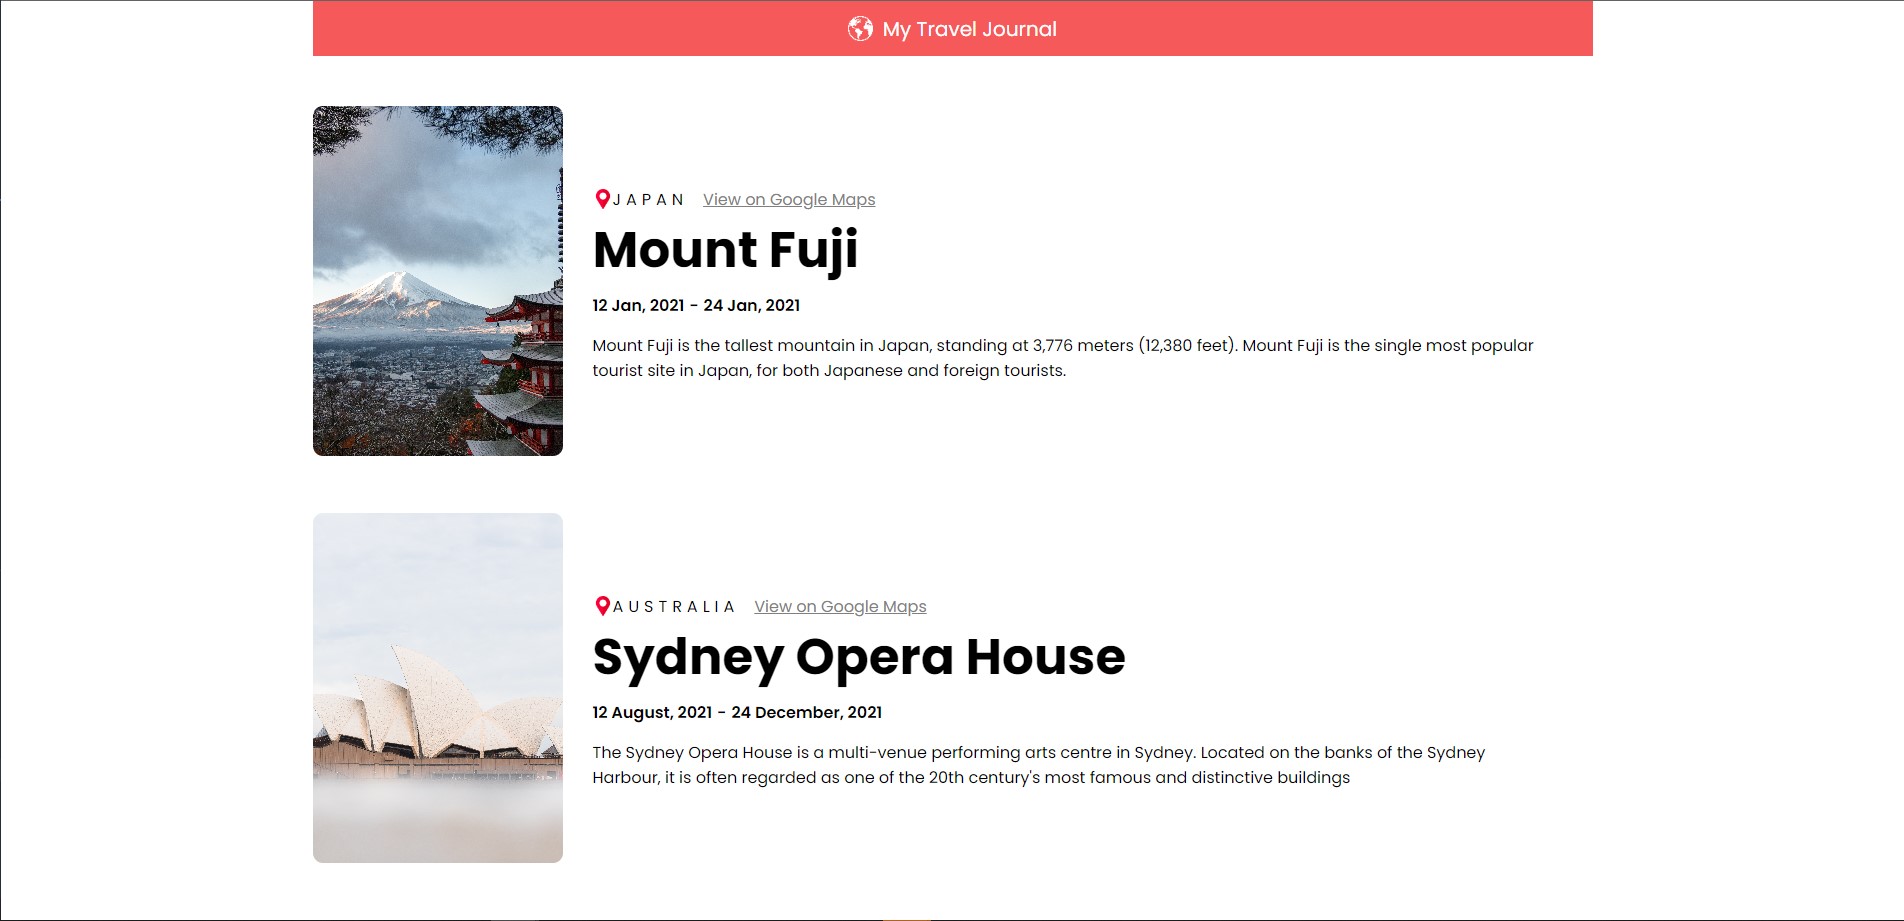 My Travel Journal
JAPAN View on Google Maps
Mount Fuji
12 Jan, 2021 - 24 Jan, 2021
Mount Fuji is the tallest mountain in Japan, standing at 3,776 meters (12,380 feet). Mount Fuji is the single most popular
tourist site in Japan, for both Japanese and foreign tourists.
AUSTRALIA View on Google Maps
Sydney Opera House
12 August, 2021 - 24 December, 2021
The Sydney Opera House is a multi-venue performing arts centre in Sydney. Located on the banks of the Sydney
Harbour, it is often regarded as one of the 20th century's most famous and distinctive buildings